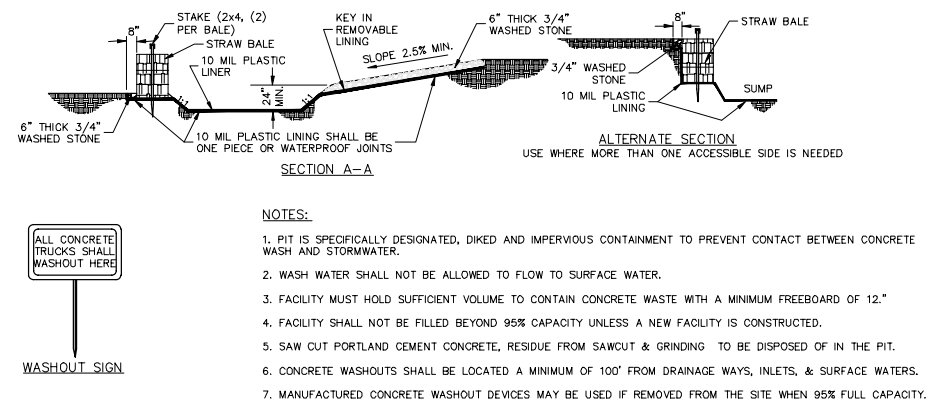 STAKE (2x4, (2)
PER BALE)
8"
STRAW BALE
10 MIL PLASTIC
LINER
KEY IN
REMOVABLE
LINING
6" THICK 3/4"
WASHED STONE
SLOPE 2.5% MIN.
24"
MIN.
1:1
1:1
6" THICK 3/4"
WASHED STONE
10 MIL PLASTIC LINING SHALL BE
ONE PIECE OR WATERPROOF JOINTS
SECTION A-A
8"
STRAW BALE
3/4" WASHED
STONE
10 MIL PLASTIC
LINING
SUMP
ALTERNATE SECTION
USE WHERE MORE THAN ONE ACCESSIBLE SIDE IS NEEDED
ALL CONCRETE
TRUCKS SHALL
WASHOUT HERE
WASHOUT SIGN
NOTES:
1. PIT IS SPECIFICALLY DESIGNATED, DIKED AND IMPERVIOUS CONTAINMENT TO PREVENT CONTACT BETWEEN CONCRETE
WASH AND STORMWATER.
2. WASH WATER SHALL NOT BE ALLOWED TO FLOW TO SURFACE WATER.
3. FACILITY MUST HOLD SUFFICIENT VOLUME TO CONTAIN CONCRETE WASTE WITH A MINIMUM FREEBOARD OF 12."
4. FACILITY SHALL NOT BE FILLED BEYOND 95% CAPACITY UNLESS A NEW FACILITY IS CONSTRUCTED.
5. SAW CUT PORTLAND CEMENT CONCRETE, RESIDUE FROM SAWCUT & GRINDING TO BE DISPOSED OF IN THE PIT.
6. CONCRETE WASHOUTS SHALL BE LOCATED A MINIMUM OF 100' FROM DRAINAGE WAYS, INLETS, & SURFACE WATERS.
7. MANUFACTURED CONCRETE WASHOUT DEVICES MAY BE USED IF REMOVED FROM THE SITE WHEN 95% FULL CAPACITY.